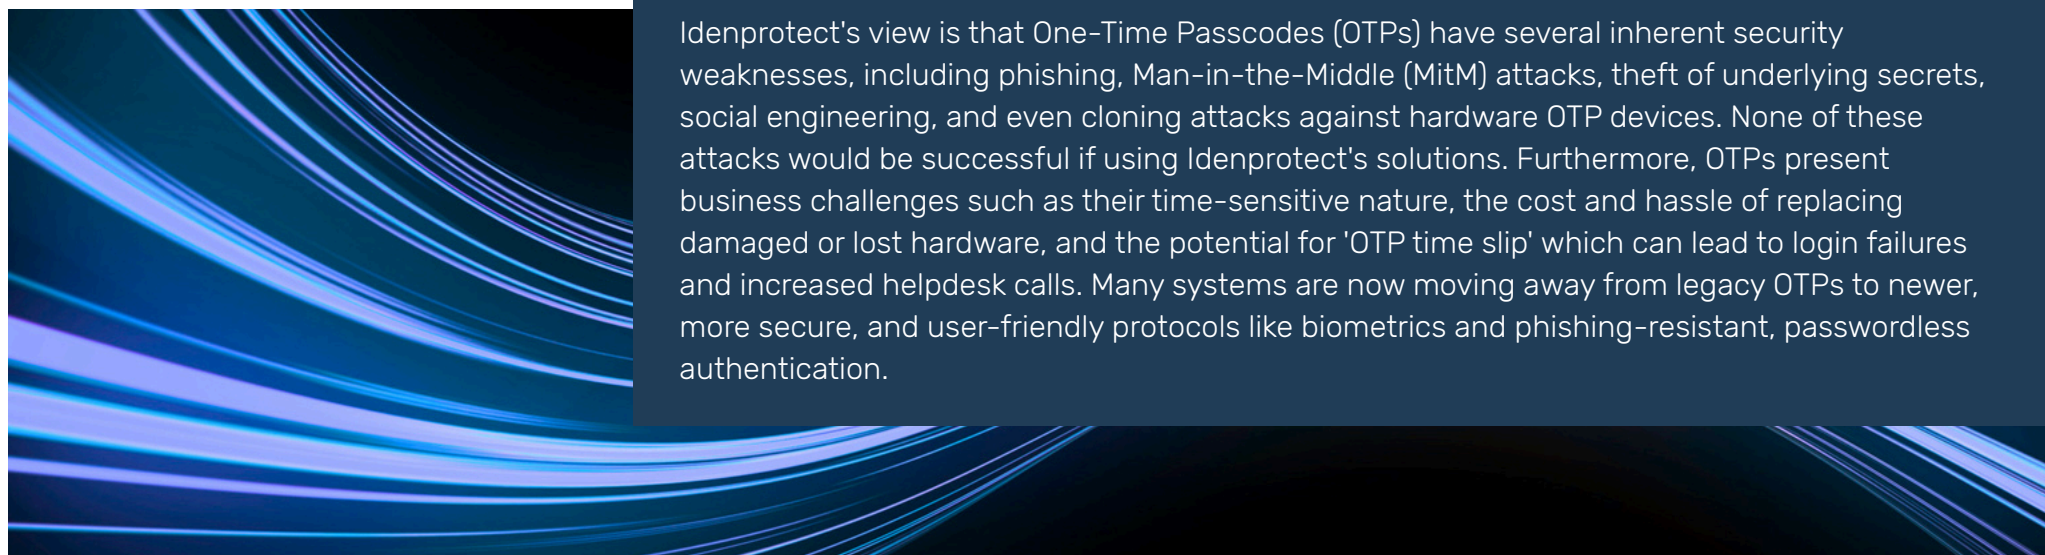 Idenprotect's view is that One-Time Passcodes (OTPs) have several inherent security
weaknesses, including phishing, Man-in-the-Middle (MitM) attacks, theft of underlying secrets,
social engineering, and even cloning attacks against hardware OTP devices. None of these
attacks would be successful if using Idenprotect's solutions. Furthermore, OTPs present
business challenges such as their time-sensitive nature, the cost and hassle of replacing
damaged or lost hardware, and the potential for 'OTP time slip' which can lead to login failures
and increased helpdesk calls. Many systems are now moving away from legacy OTPs to newer,
more secure, and user-friendly protocols like biometrics and phishing-resistant, passwordless
authentication.